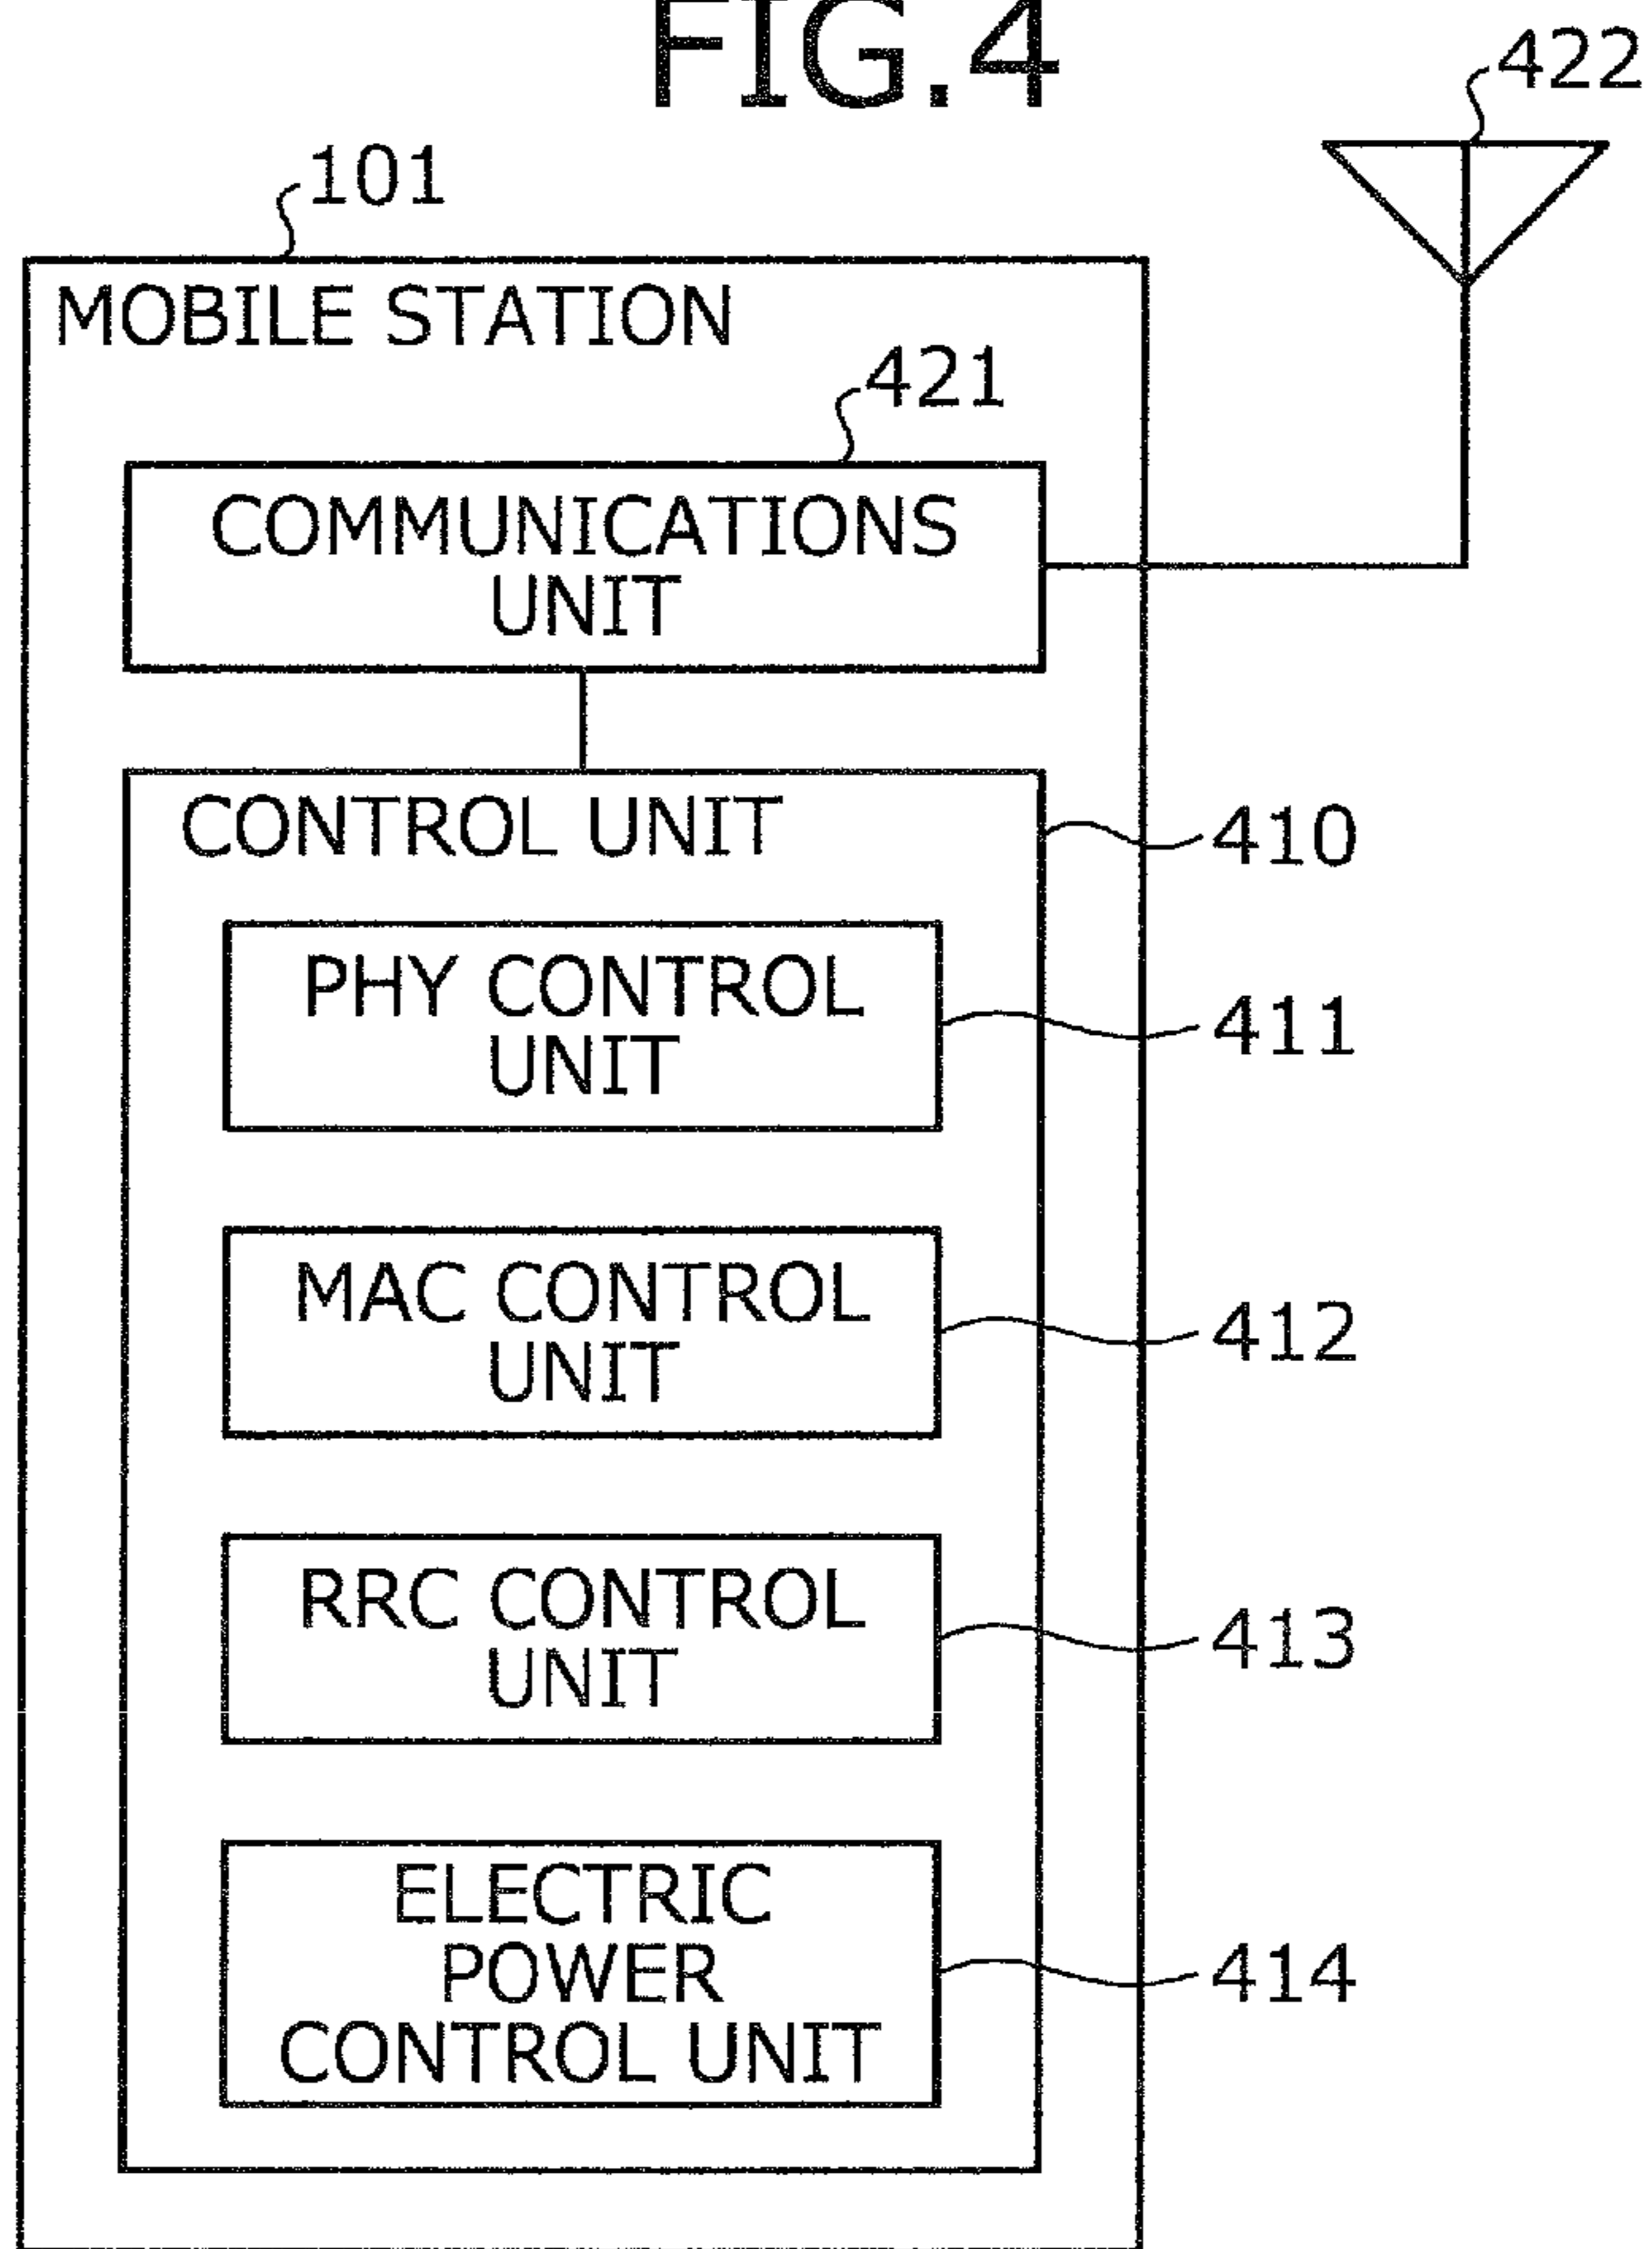 FIG.4
422
101
MOBILE STATION
421
COMMUNICATIONS
UNIT
CONTROL UNIT
410
PHY CONTROL
UNIT
411
MAC CONTROL
UNIT
412
RRC CONTROL
UNIT
413
ELECTRIC
POWER
CONTROL UNIT
414